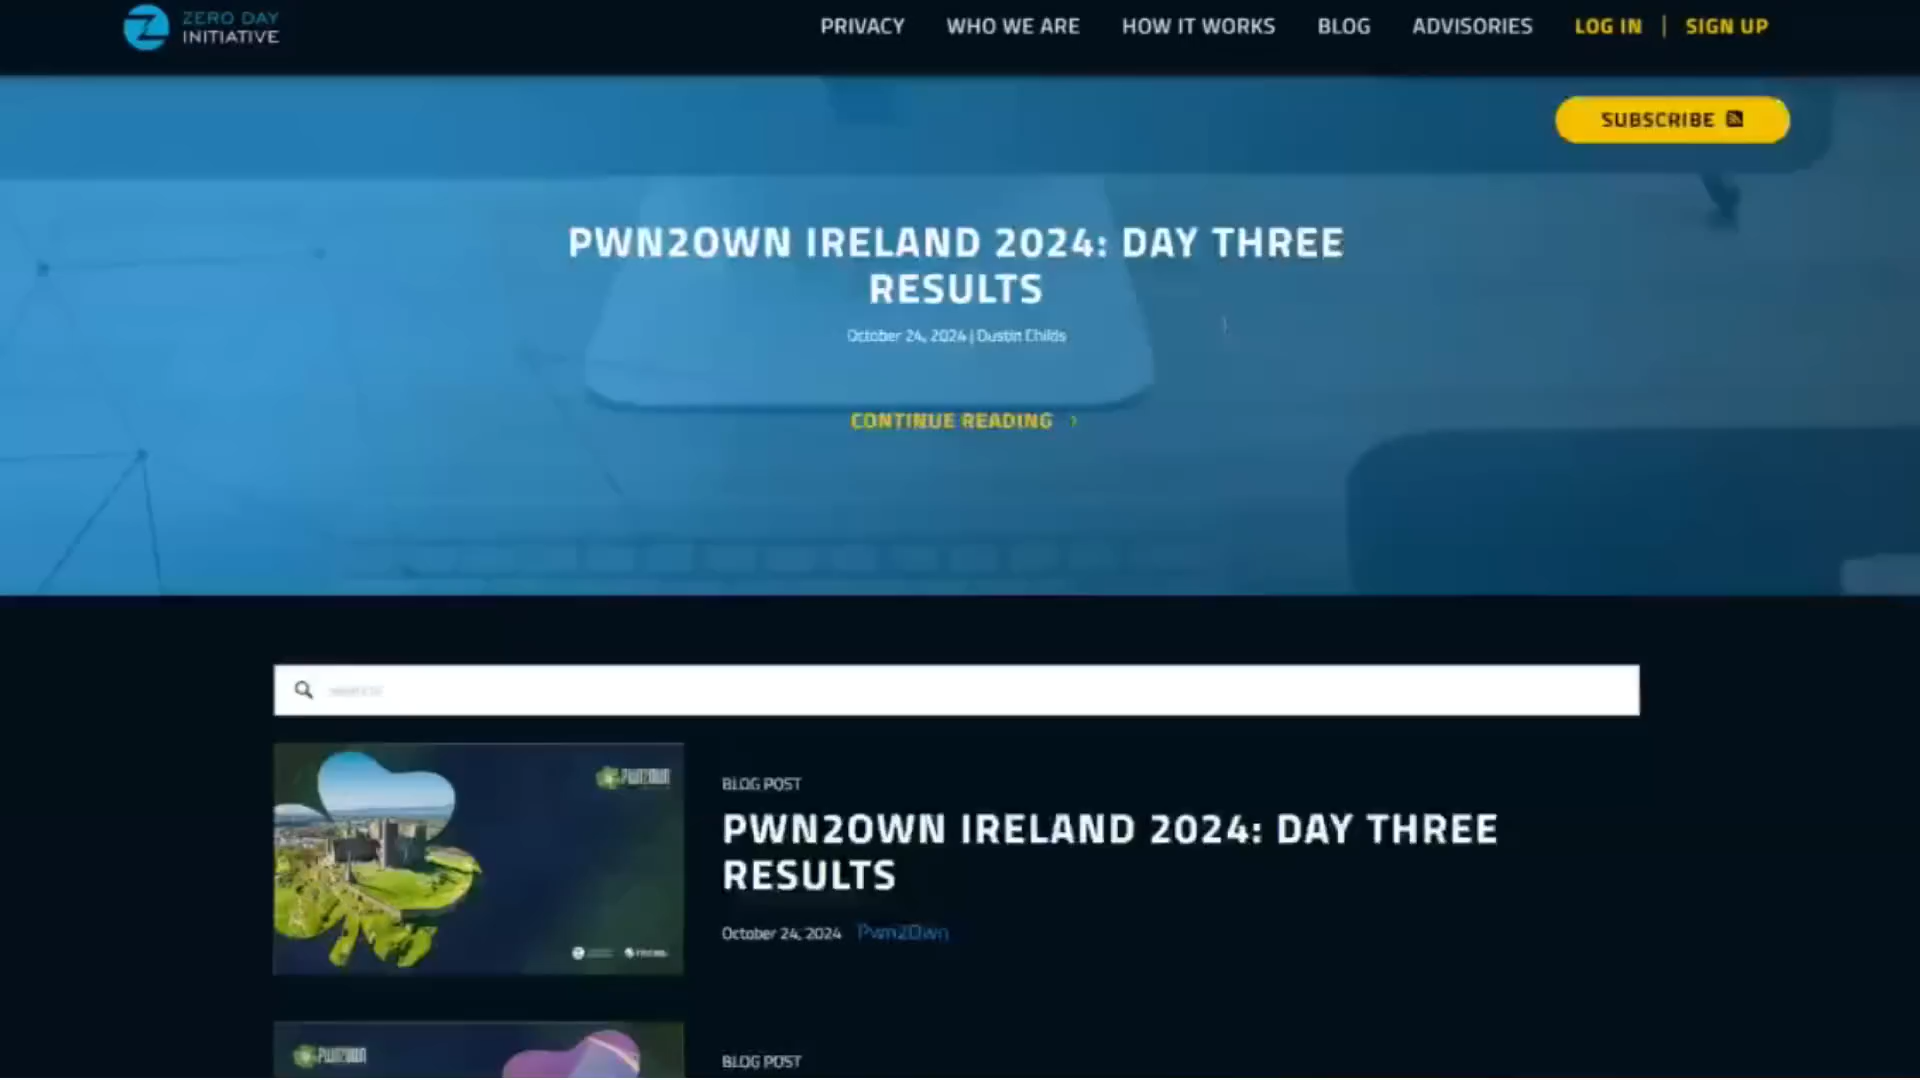 ZERO DAY
INITIATIVE
PRIVACY WHO WE ARE HOW IT WORKS BLOG ADVISORIES LOG IN | SIGN UP
SUBSCRIBE
PWN2OWN IRELAND 2024: DAY THREE
RESULTS
October 24, 2024 | Dustin Childs
CONTINUE READING
PWN2OWN
BLOG POST
PWN2OWN IRELAND 2024: DAY THREE
RESULTS
October 24, 2024 Pwn2Own
PWN2OWN
BLOG POST